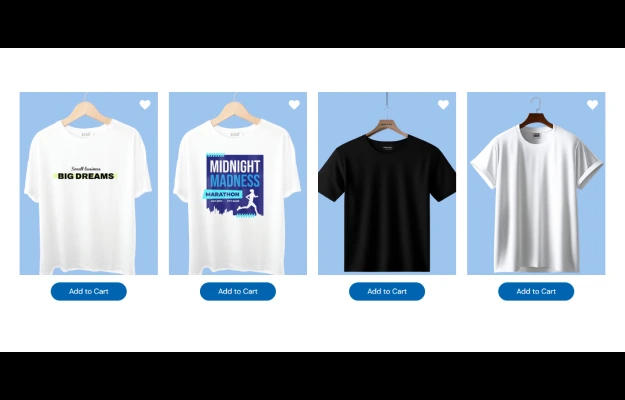 Small business
BIG DREAMS
MIDNIGHT
MADNESS
MARATHON
Add to Cart
Add to Cart
Add to Cart
Add to Cart